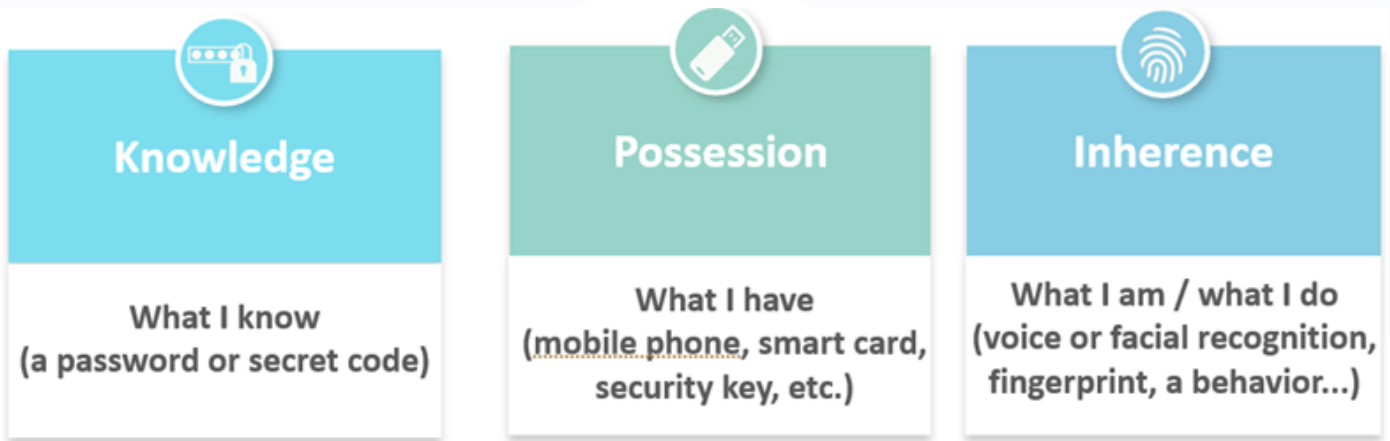 Knowledge
What I know
(a password or secret code)
Possession
What I have
(mobile phone, smart card,
security key, etc.)
Inherence
What I am / what I do
(voice or facial recognition,
fingerprint, a behavior...)